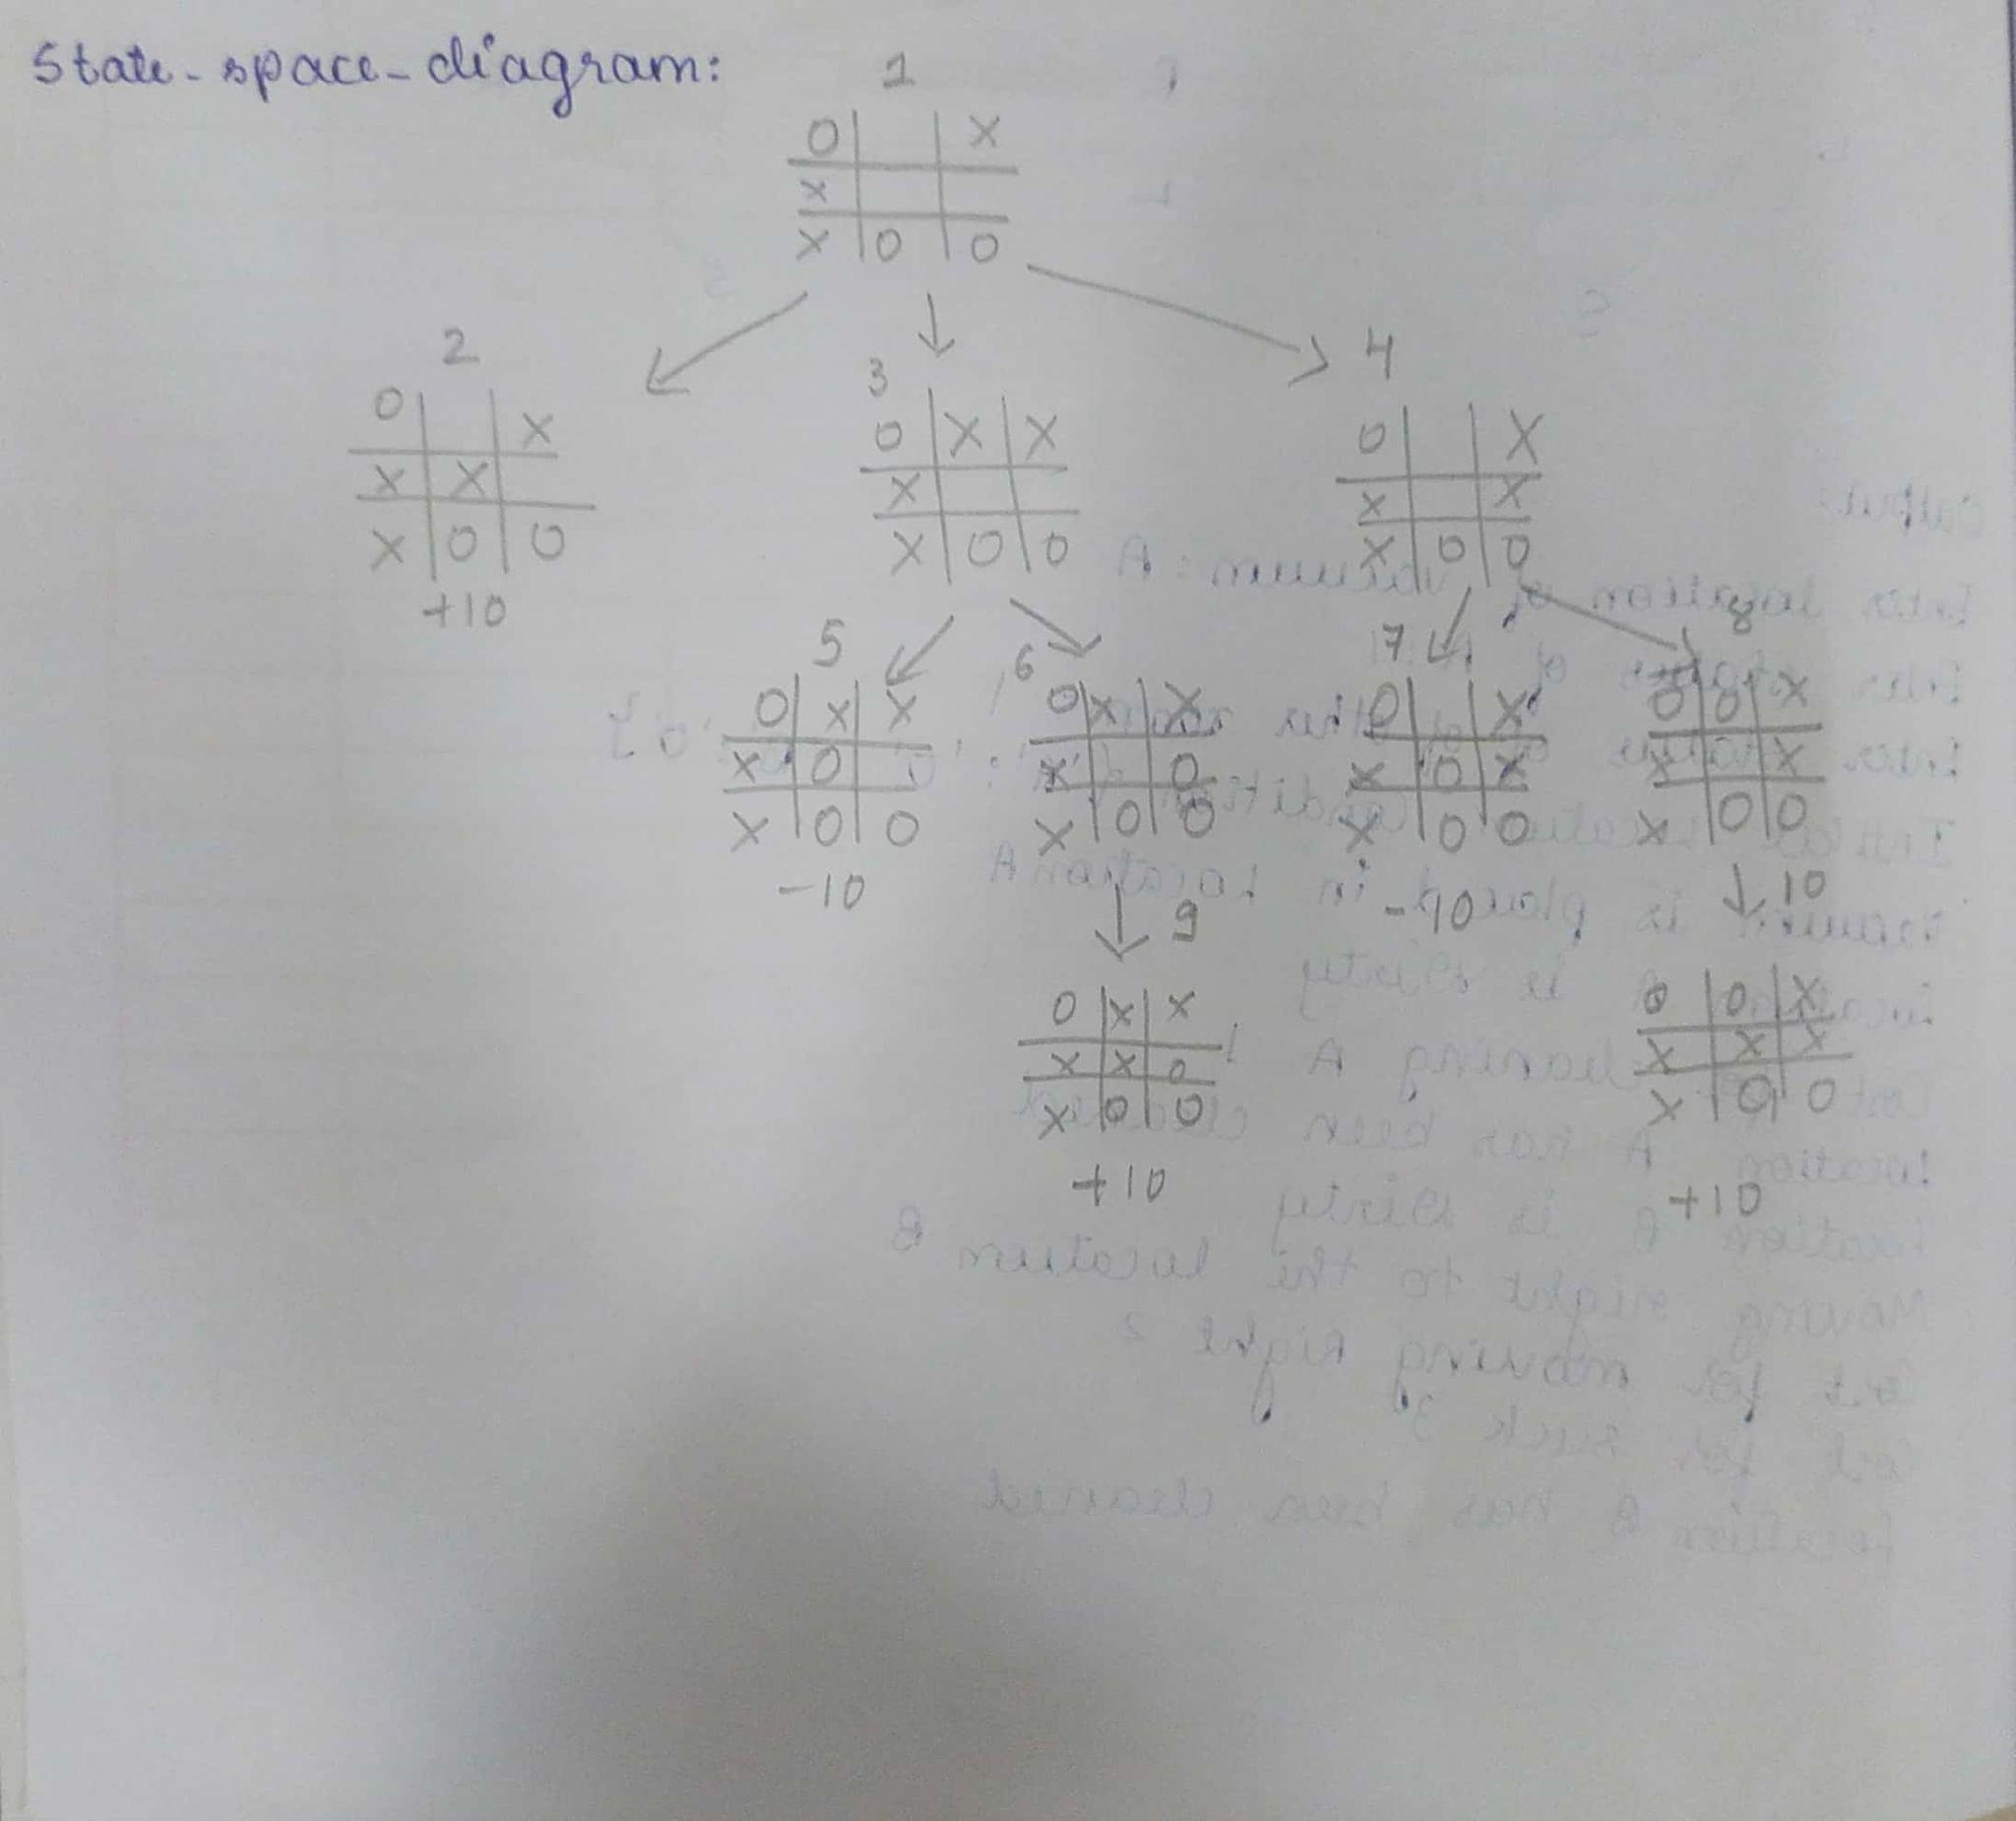 State-space-diagram:
1
O X
X
X O O
2
O X
X X
X O O
+10
3
O X X
X
X O O
4
O X
X X
X O O
5
O X X
X O
X O O
-10
6
O X X
X O
X O O
7
O X
X O X
X O O
-10
8
O O X
X X
X O O
9
O X X
X X O
X O O
+10
10
O O X
X X X
X O O
+10